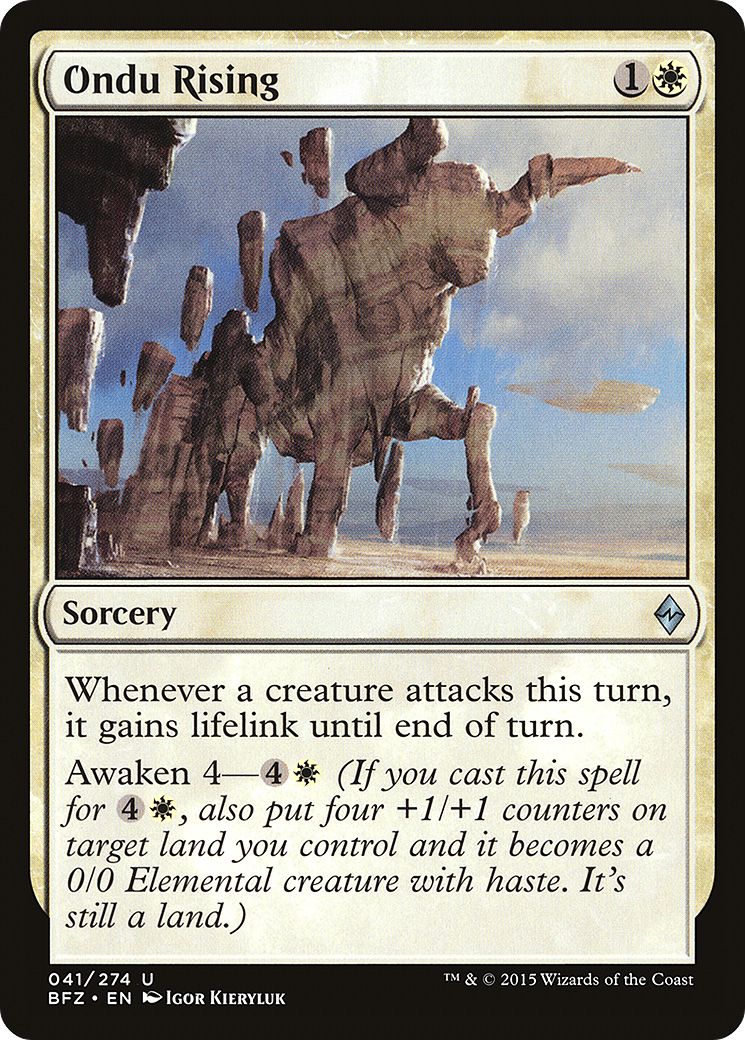 Ondu Rising 1
Sorcery
Whenever a creature attacks this turn,
it gains lifelink until end of turn.
Awaken 4—4 (If you cast this spell
for 4, also put four +1/+1 counters on
target land you control and it becomes a
0/0 Elemental creature with haste. It's
still a land.)
041/274 U
BFZ • EN Igor Kieryluk
™ & © 2015 Wizards of the Coast